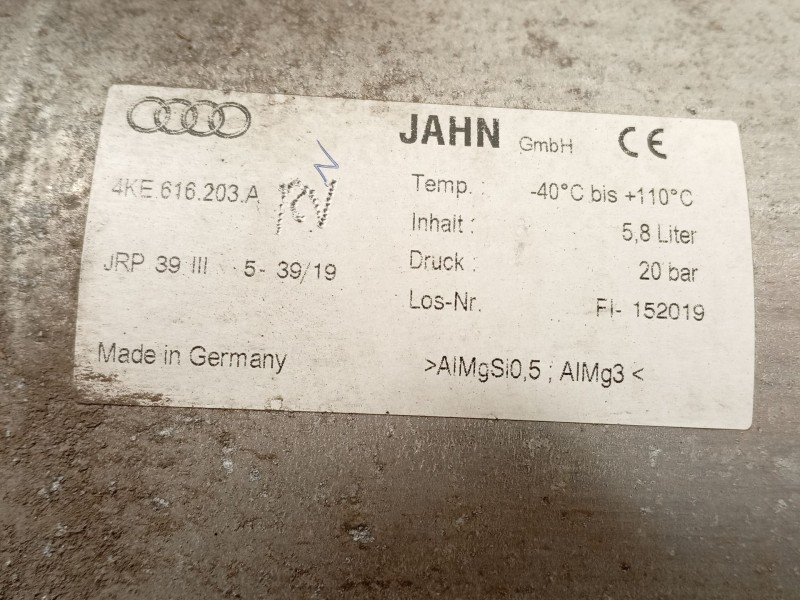 JAHN GmbH CE
4KE.616.203.A
Temp.: -40°C bis +110°C
Inhalt: 5,8 Liter
JRP 39 III 5- 39/19
Druck: 20 bar
Los-Nr. FI- 152019
Made in Germany
>AlMgSi0,5 ; AlMg3 <